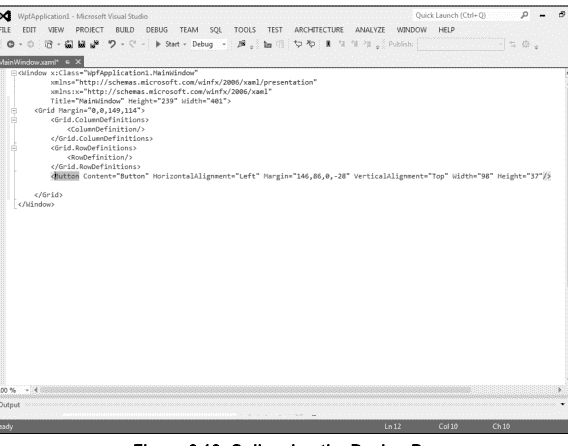 WpfApplication1 - Microsoft Visual Studio
Quick Launch (Ctrl+Q)
FILE EDIT VIEW PROJECT BUILD DEBUG TEAM SQL TOOLS TEST ARCHITECTURE ANALYZE WINDOW HELP
Start Debug Publish:
MainWindow.xaml*
<Window x:Class="WpfApplication1.MainWindow"
xmlns="http://schemas.microsoft.com/winfx/2006/xaml/presentation"
xmlns:x="http://schemas.microsoft.com/winfx/2006/xaml"
Title="MainWindow" Height="239" Width="401">
<Grid Margin="0,0,149,114">
<Grid.ColumnDefinitions>
<ColumnDefinition/>
</Grid.ColumnDefinitions>
<Grid.RowDefinitions>
<RowDefinition/>
</Grid.RowDefinitions>
<Button Content="Button" HorizontalAlignment="Left" Margin="146,86,0,-28" VerticalAlignment="Top" Width="98" Height="37"/>
</Grid>
</Window>
00 %
Output
eady Ln 12 Col 10 Ch 10